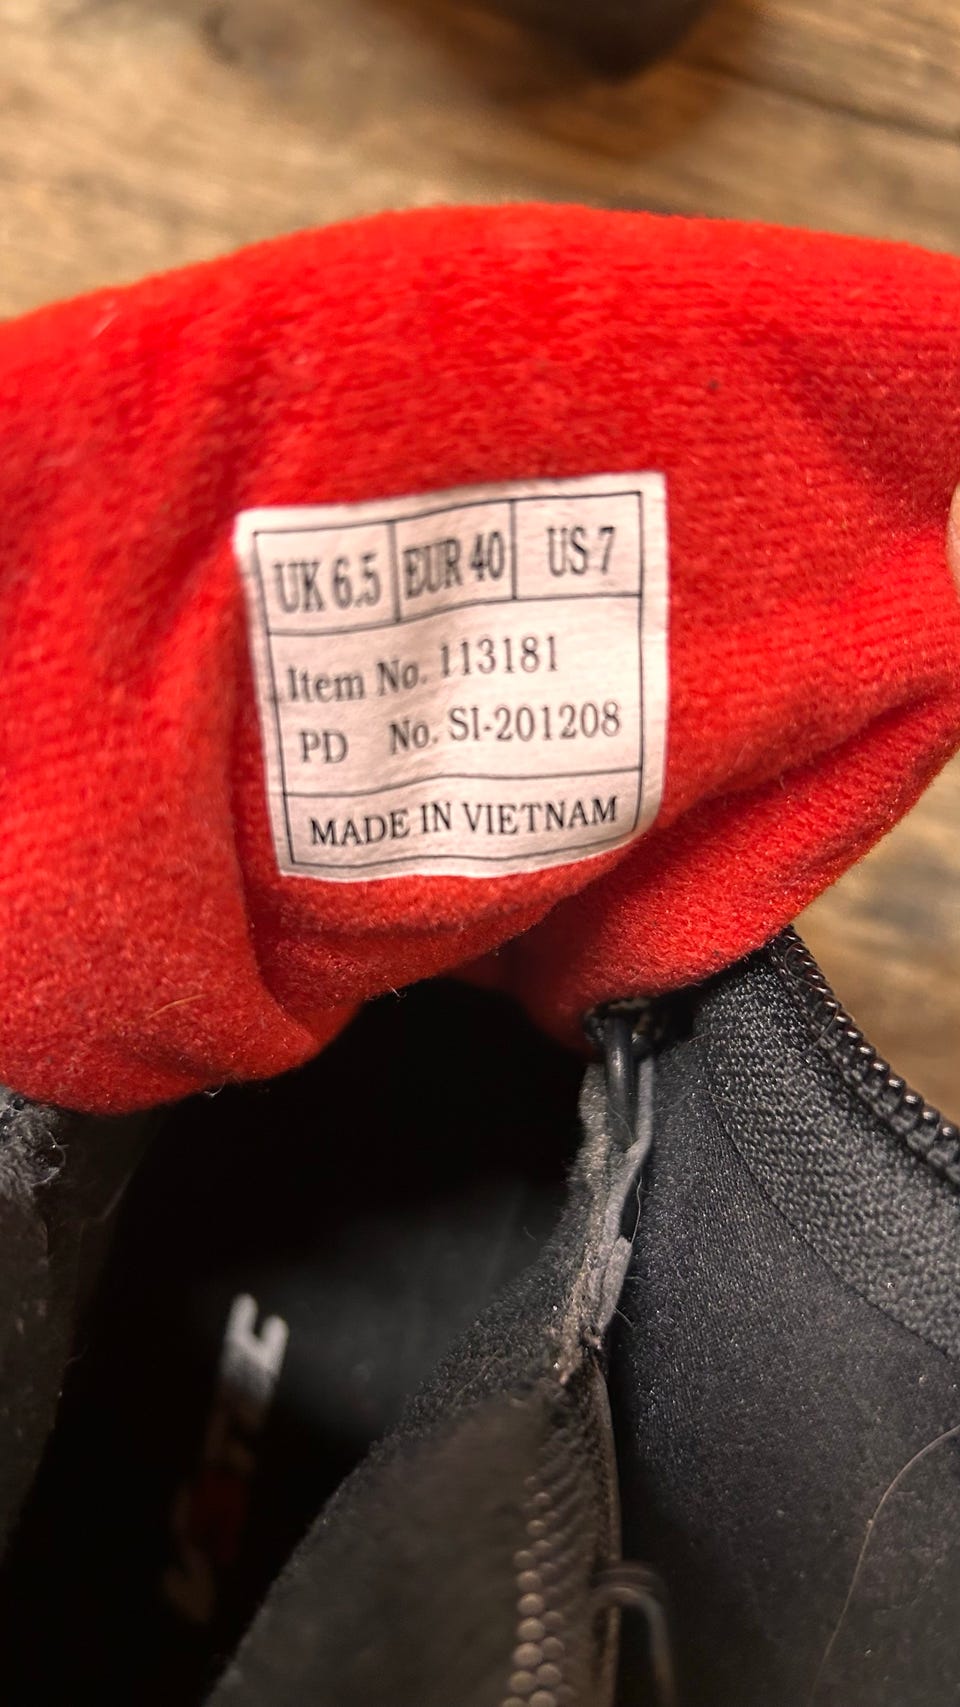 UK 6.5 EUR 40 US 7
Item No. 113181
PD No. SI-201208
MADE IN VIETNAM